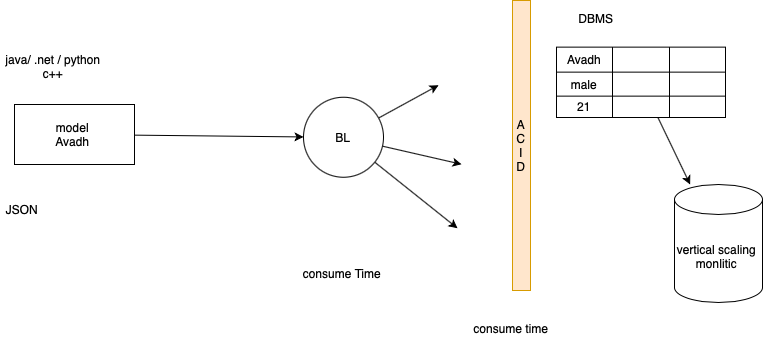 DBMS
java/ .net / python
c++
model
Avadh
BL
A
C
I
D
Avadh
male
21
JSON
vertical scaling
monlitic
consume Time
consume time